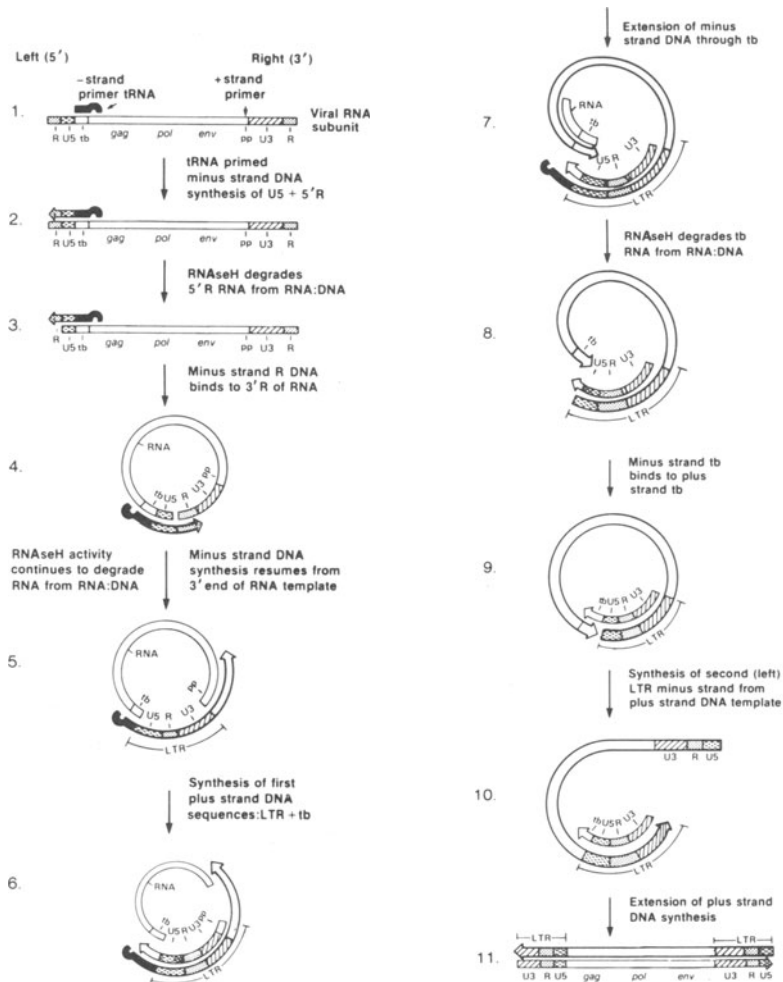 Left (5′)
Right (3′)
−strand
primer tRNA
+strand
primer
1.
Viral RNA
subunit
R U5 tb gag pol env pp U3 R
tRNA primed
minus strand DNA
synthesis of U5 + 5′R
2.
R U5 tb gag pol env pp U3 R
RNAseH degrades
5′R RNA from RNA:DNA
3.
R
U5 tb gag pol env pp U3 R
Minus strand R DNA
binds to 3′R of RNA
4.
RNA
tb U5 R U3 pp
RNAseH activity
continues to degrade
RNA from RNA:DNA
Minus strand DNA
synthesis resumes from
3′ end of RNA template
5.
RNA
tb
U5 R U3 pp
LTR
Synthesis of first
plus strand DNA
sequences:LTR + tb
6.
RNA
tb
U5 R U3 pp
LTR
Extension of minus
strand DNA through tb
7.
RNA
tb
U5 R U3
LTR
RNAseH degrades tb
RNA from RNA:DNA
8.
tb
U5 R U3
LTR
Minus strand tb
binds to plus
strand tb
9.
tb U5 R U3
LTR
Synthesis of second (left)
LTR minus strand from
plus strand DNA template
U3 R U5
10.
tb U5 R U3
LTR
Extension of plus strand
DNA synthesis
LTR LTR
11.
U3 R U5 gag pol env U3 R U5